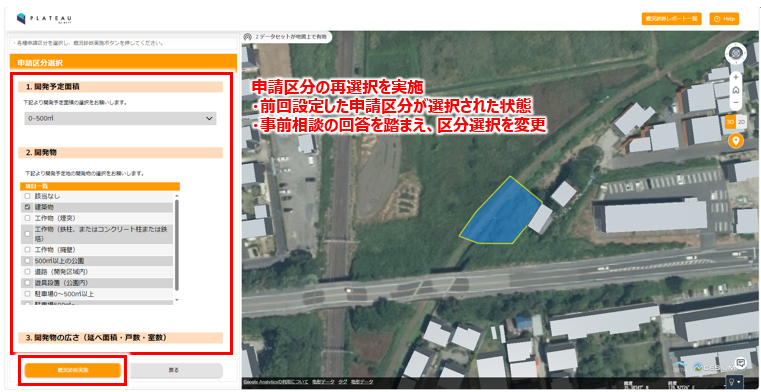 PLATEAU
by MLIT
概況診断レポート一覧
Help
・各種申請区分を選択し、概況診断実施ボタンを押してください。
2 データセットが地図上で有効
申請区分選択
1. 開発予定面積
下記より開発予定面積の選択をお願いします。
0~500㎡
申請区分の再選択を実施
・前回設定した申請区分が選択された状態
・事前相談の回答を踏まえ、区分選択を変更
3D 2D
2. 開発物
下記より開発予定地の開発物の選択をお願いします。
項目一覧
該当なし
建築物
工作物（煙突）
工作物（鉄柱、またはコンクリート柱または鉄塔）
工作物（擁壁）
500㎡以上の公園
道路（開発区域内）
遊具設置（公園内）
駐車場0～500㎡以上
3. 開発物の広さ（延べ面積・戸数・室数）
概況診断実施
戻る
Google Analyticsの利用について 地形データ タグ 地形データ
CESIUM